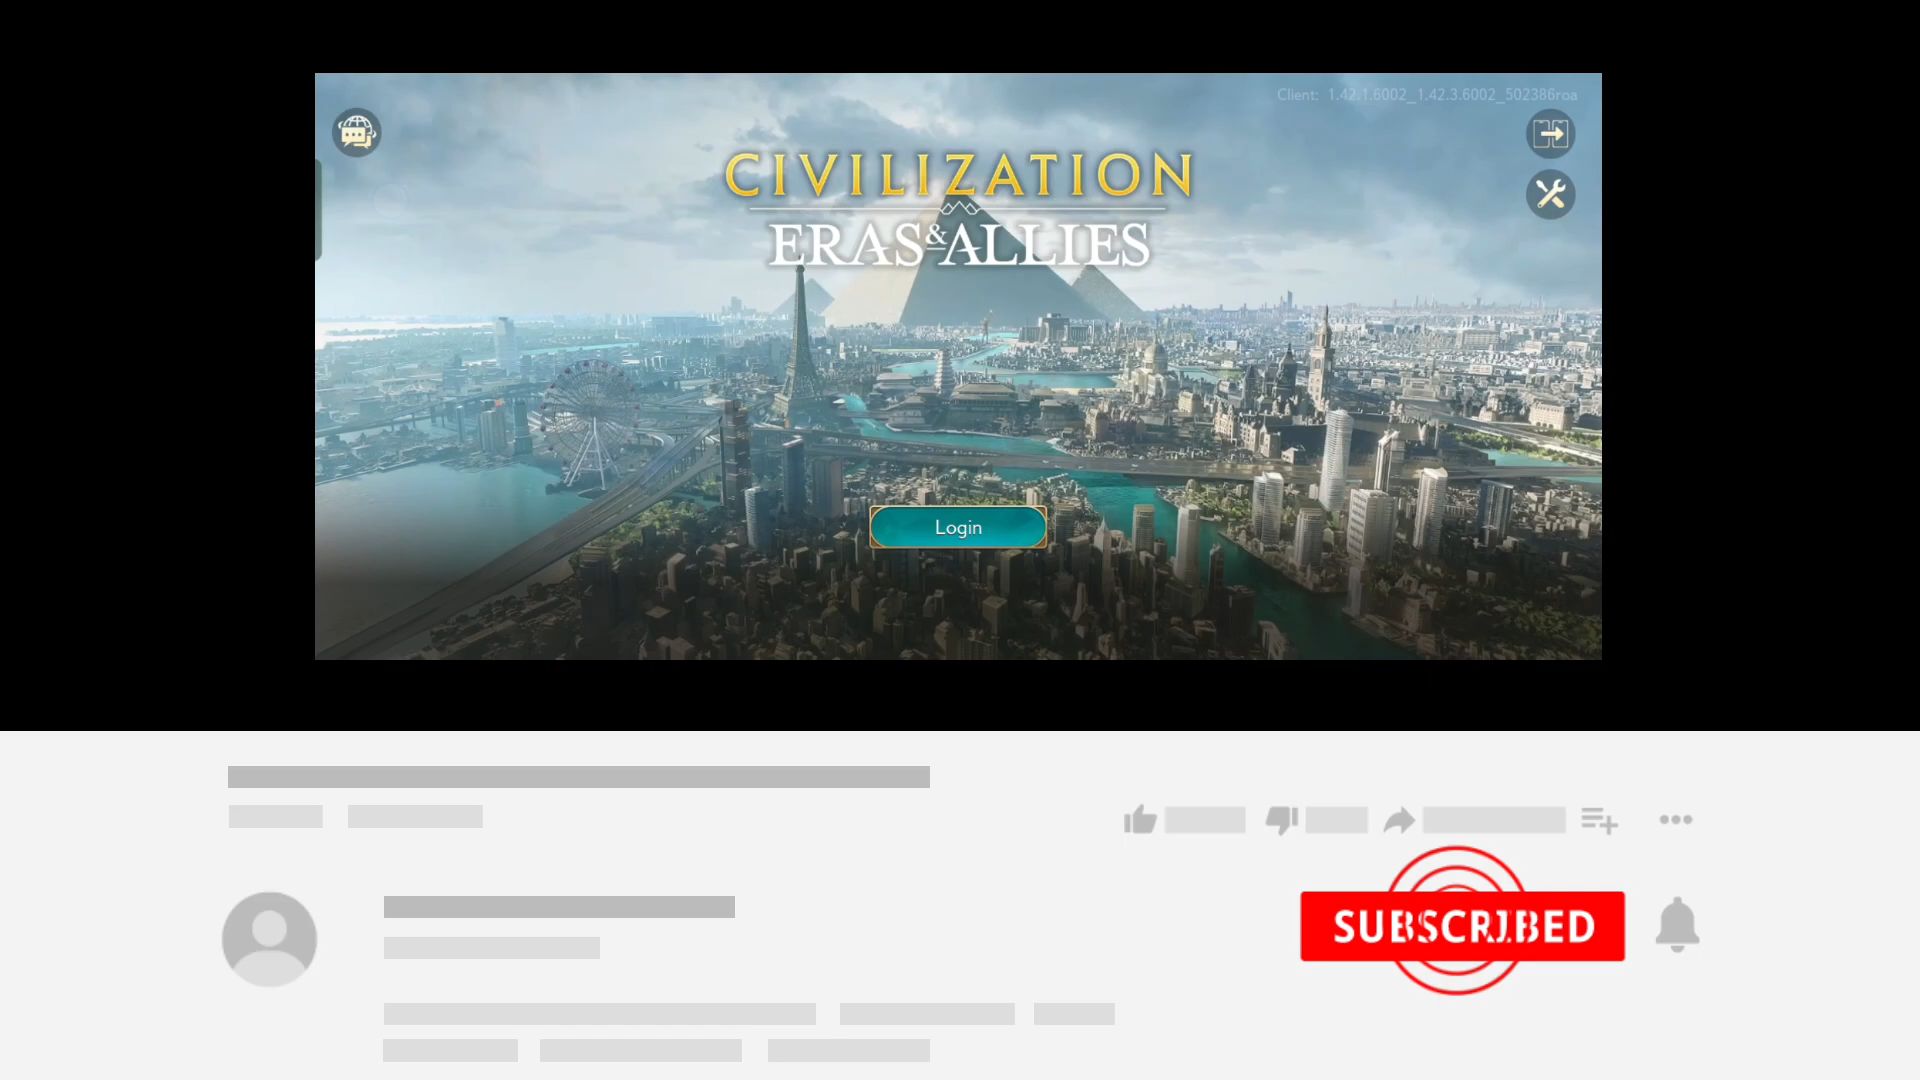 Client: 1.42.1.6002_1.42.3.6002_502386roa
CIVILIZATION
ERAS & ALLIES
Login
SUBSCRIBED